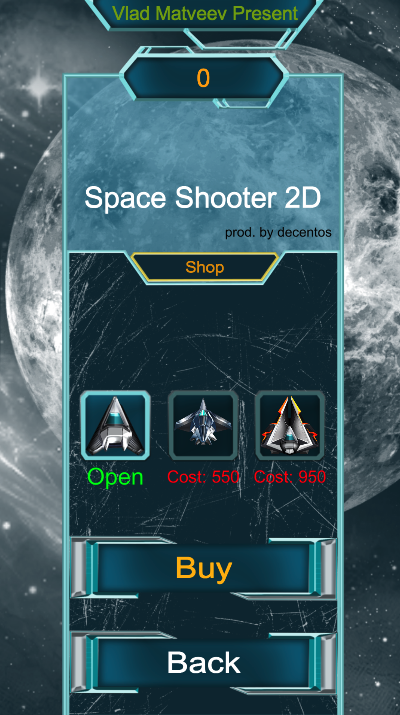 Vlad Matveev Present
0
Space Shooter 2D
prod. by decentos
Shop
Open
Cost: 550
Cost: 950
Buy
Back